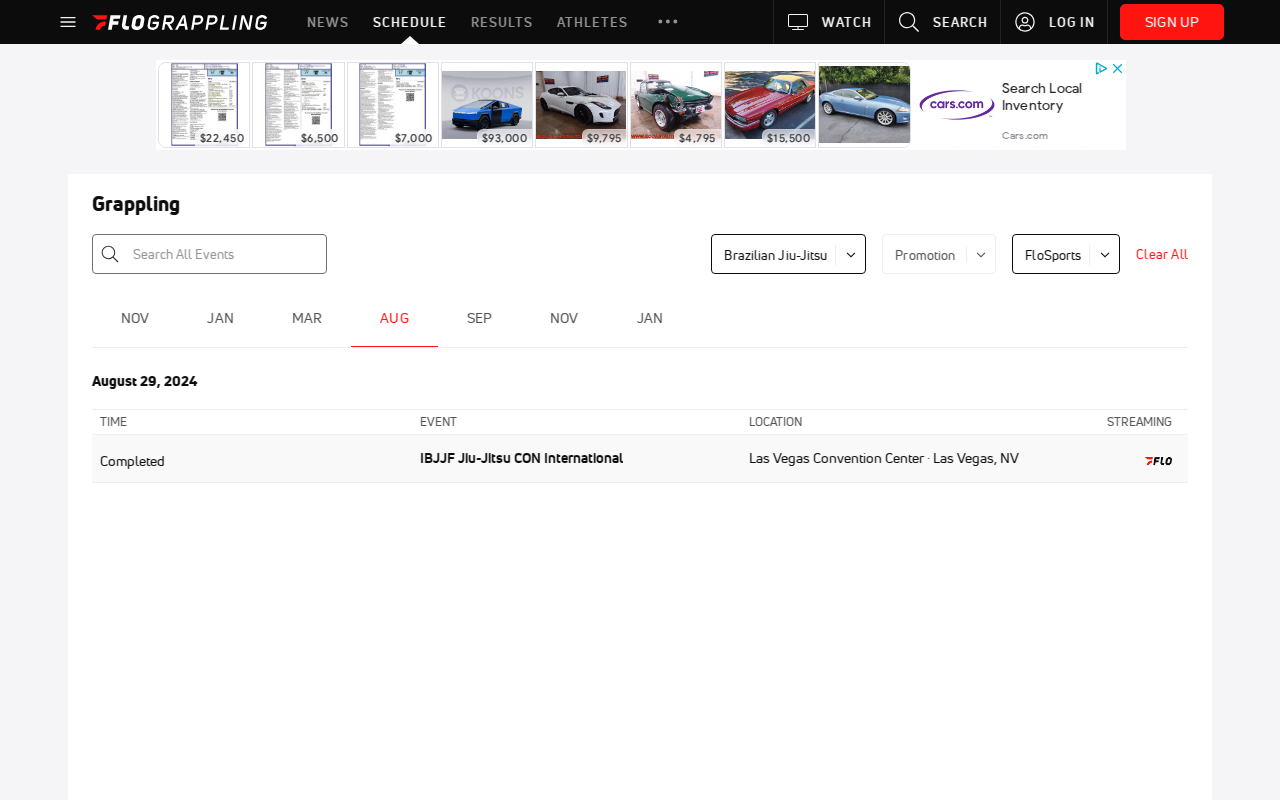 FLOGRAPPLING
NEWS
SCHEDULE
RESULTS
ATHLETES
WATCH
SEARCH
LOG IN
SIGN UP
$22,450
$6,500
$7,000
KOONS
$93,000
$9,795
$4,795
$15,500
cars.com
Search Local
Inventory
Cars.com
Grappling
Search All Events
Brazilian Jiu-Jitsu
Promotion
FloSports
Clear All
NOV
JAN
MAR
AUG
SEP
NOV
JAN
August 29, 2024
TIME
EVENT
LOCATION
STREAMING
Completed
IBJJF Jiu-Jitsu CON International
Las Vegas Convention Center · Las Vegas, NV
FLO